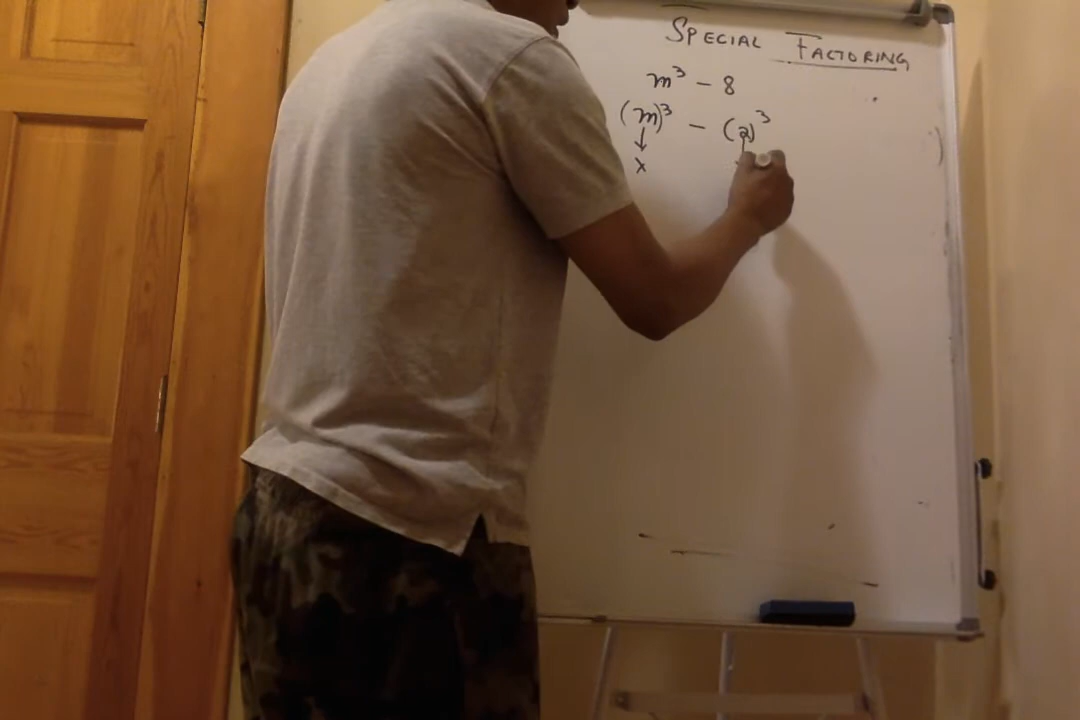 SPECIAL FACTORING
m³ - 8
(m)³ - (2)³
↓
x